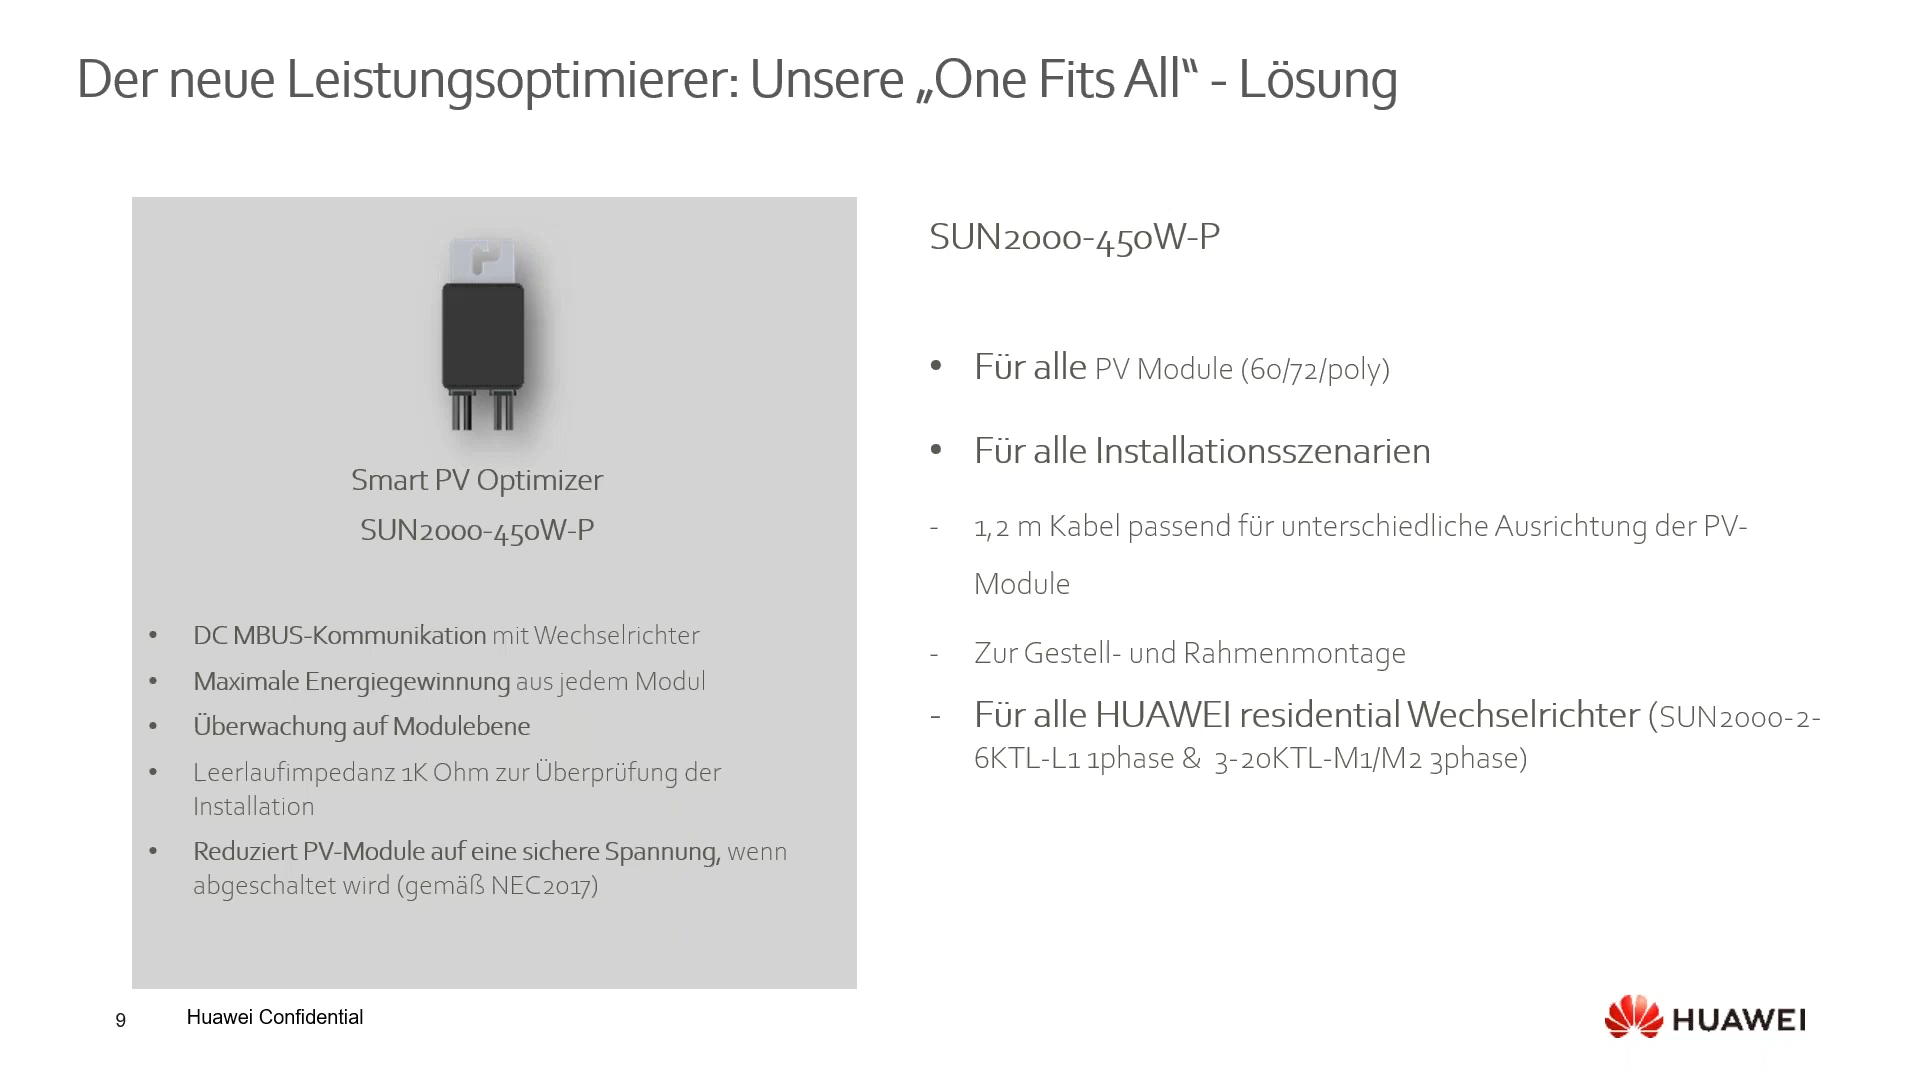 Der neue Leistungsoptimierer: Unsere „One Fits All“ - Lösung
Smart PV Optimizer
SUN2000-450W-P
• DC MBUS-Kommunikation mit Wechselrichter
• Maximale Energiegewinnung aus jedem Modul
• Überwachung auf Modulebene
• Leerlaufimpedanz 1K Ohm zur Überprüfung der
Installation
• Reduziert PV-Module auf eine sichere Spannung, wenn
abgeschaltet wird (gemäß NEC2017)
SUN2000-450W-P
• Für alle PV Module (60/72/poly)
• Für alle Installationsszenarien
- 1,2 m Kabel passend für unterschiedliche Ausrichtung der PV-
Module
- Zur Gestell- und Rahmenmontage
- Für alle HUAWEI residential Wechselrichter (SUN2000-2-
6KTL-L1 1phase & 3-20KTL-M1/M2 3phase)
9 Huawei Confidential
HUAWEI